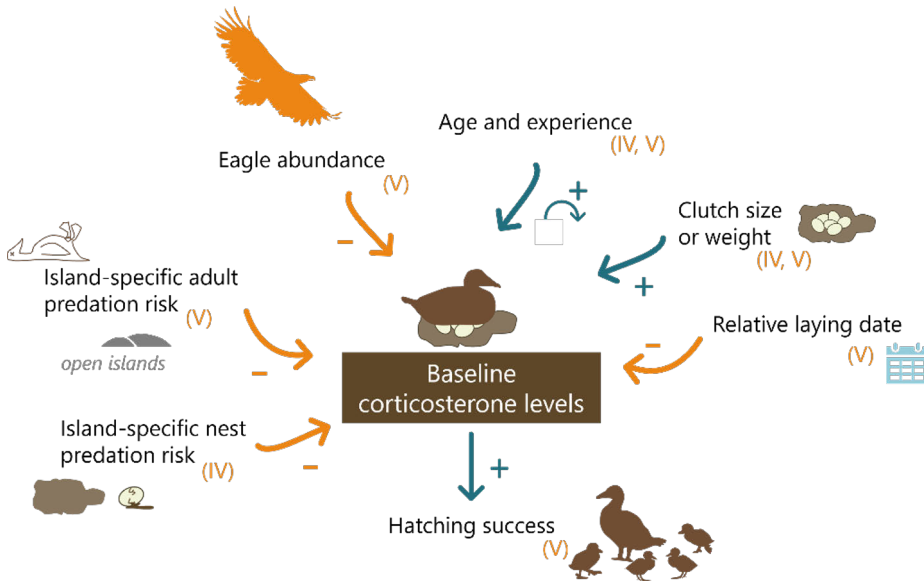 Age and experience
(IV, V)
Eagle abundance
(V)
+
Clutch size
or weight
(IV, V)
−
+
Island-specific adult
predation risk
(V)
Relative laying date
(V)
−
open islands
−
Baseline
corticosterone levels
Island-specific nest
predation risk
(IV)
−
+
Hatching success
(V)